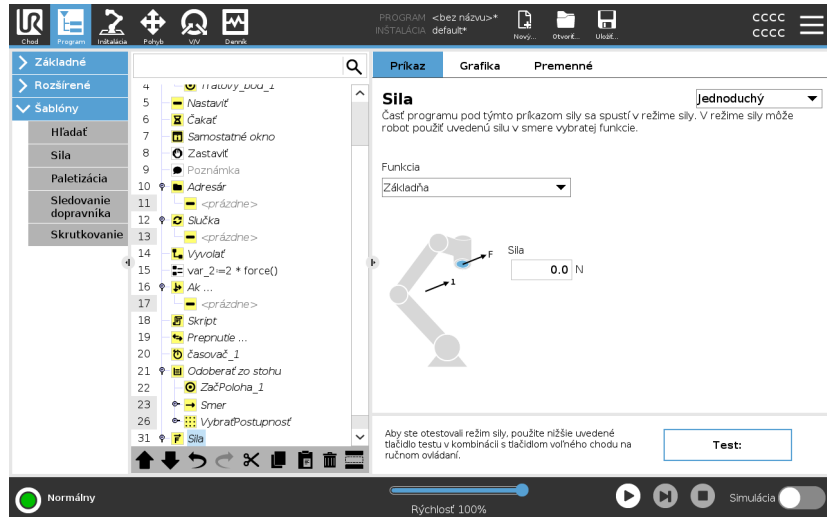 PROGRAM <bez názvu>*
INŠTALÁCIA default*
Chod
Program
Inštalácia
Pohyb
V/V
Denník
Nový...
Otvoriť...
Uložiť...
CCCC
CCCC
Základné
Rozšírené
Šablóny
Hľadať
Sila
Paletizácia
Sledovanie
dopravníka
Skrutkovanie
4 Traťový_bod_1
5 Nastaviť
6 Čakať
7 Samostatné okno
8 Zastaviť
9 Poznámka
10 Adresár
11 <prázdne>
12 Slučka
13 <prázdne>
14 Vyvolať
15 var_2≔2 * force()
16 Ak ...
17 <prázdne>
18 Skript
19 Prepnutie ...
20 časovač_1
21 Odoberať zo stohu
22 ZačPoloha_1
23 Smer
26 VybraťPostupnosť
31 Sila
Príkaz
Grafika
Premenné
Sila
Jednoduchý
Časť programu pod týmto príkazom sily sa spustí v režime sily. V režime sily môže
robot použiť uvedenú silu v smere vybratej funkcie.
Funkcia
Základňa
F
1
Sila
0.0 N
Aby ste otestovali režim sily, použite nižšie uvedené
tlačidlo testu v kombinácii s tlačidlom voľného chodu na
ručnom ovládaní.
Test:
Normálny
Rýchlosť 100%
Simulácia